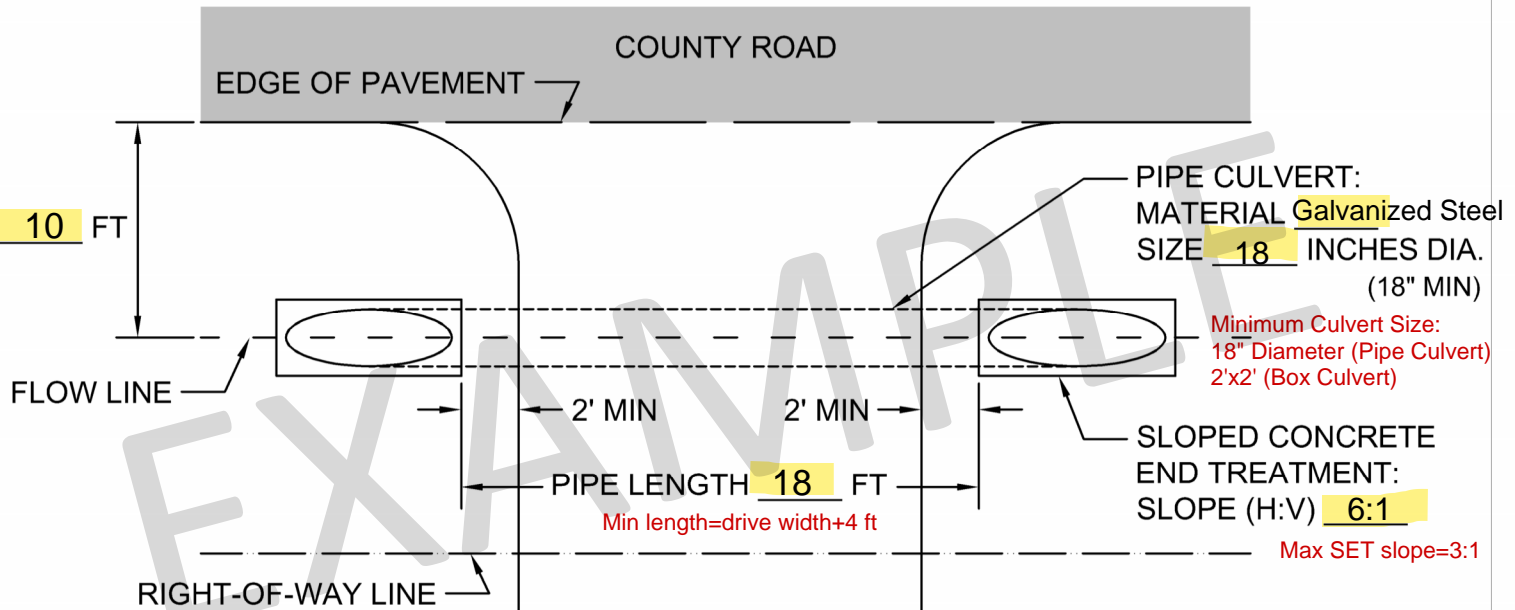 COUNTY ROAD
EDGE OF PAVEMENT
10 FT
PIPE CULVERT:
MATERIAL Galvanized Steel
SIZE 18 INCHES DIA.
(18" MIN)
Minimum Culvert Size:
18" Diameter (Pipe Culvert)
2'x2' (Box Culvert)
FLOW LINE
2' MIN
2' MIN
SLOPED CONCRETE
END TREATMENT:
SLOPE (H:V) 6:1
Max SET slope=3:1
PIPE LENGTH 18 FT
Min length=drive width+4 ft
RIGHT-OF-WAY LINE
EXAMPLE